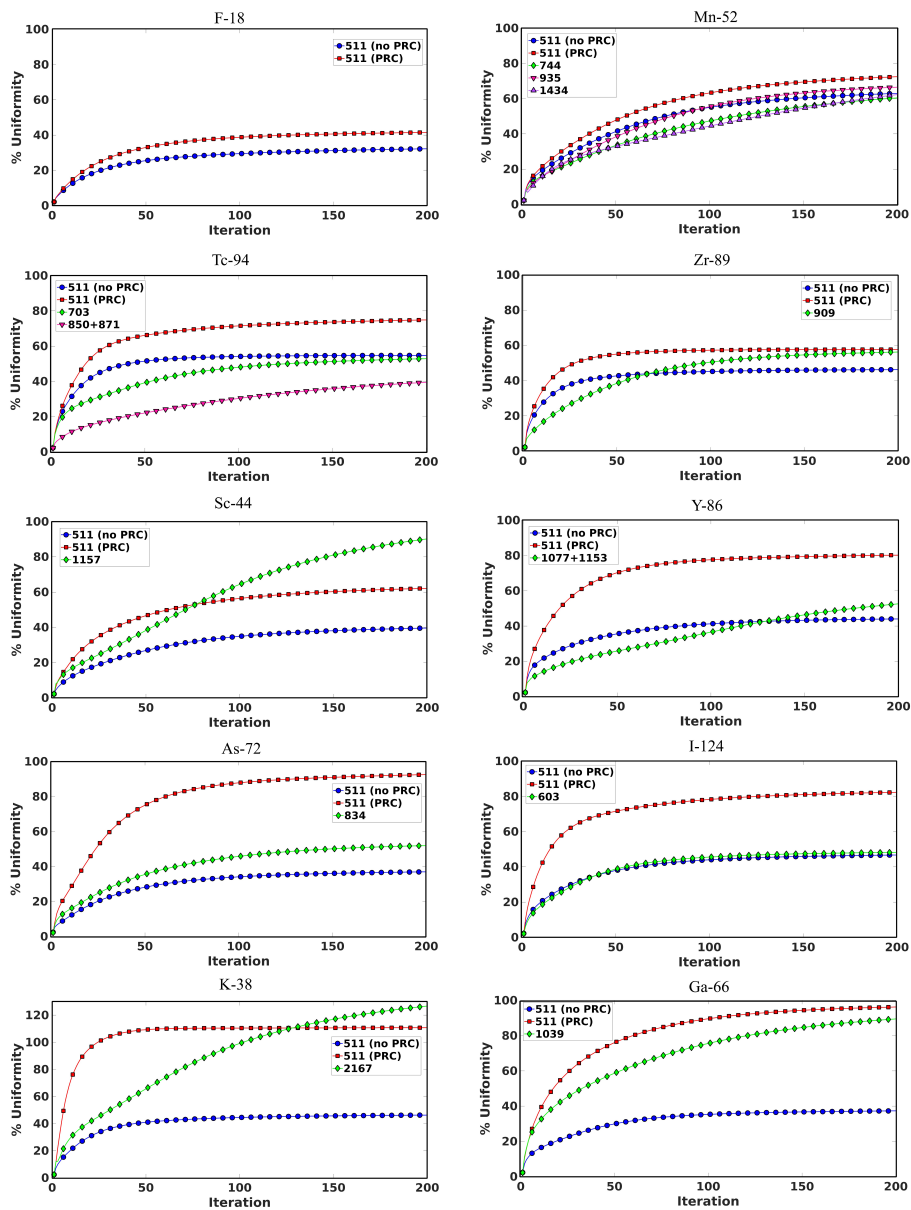 F-18
100
80
60
40
20
0
50
100
150
200
% Uniformity
Iteration
511 (no PRC)
511 (PRC)
Mn-52
100
80
60
40
20
0
50
100
150
200
% Uniformity
Iteration
511 (no PRC)
511 (PRC)
744
935
1434
Tc-94
100
80
60
40
20
0
50
100
150
200
% Uniformity
Iteration
511 (no PRC)
511 (PRC)
703
850+871
Zr-89
100
80
60
40
20
0
0
50
100
150
200
% Uniformity
Iteration
511 (no PRC)
511 (PRC)
909
Sc-44
100
80
60
40
20
0
50
100
150
200
% Uniformity
Iteration
511 (no PRC)
511 (PRC)
1157
Y-86
100
80
60
40
20
0
0
50
100
150
200
% Uniformity
Iteration
511 (no PRC)
511 (PRC)
1077+1153
As-72
100
80
60
40
20
0
0
50
100
150
200
% Uniformity
Iteration
511 (no PRC)
511 (PRC)
834
I-124
100
80
60
40
20
0
0
50
100
150
200
% Uniformity
Iteration
511 (no PRC)
511 (PRC)
603
K-38
120
100
80
60
40
20
0
0
50
100
150
200
% Uniformity
Iteration
511 (no PRC)
511 (PRC)
2167
Ga-66
100
80
60
40
20
0
0
50
100
150
200
% Uniformity
Iteration
511 (no PRC)
511 (PRC)
1039